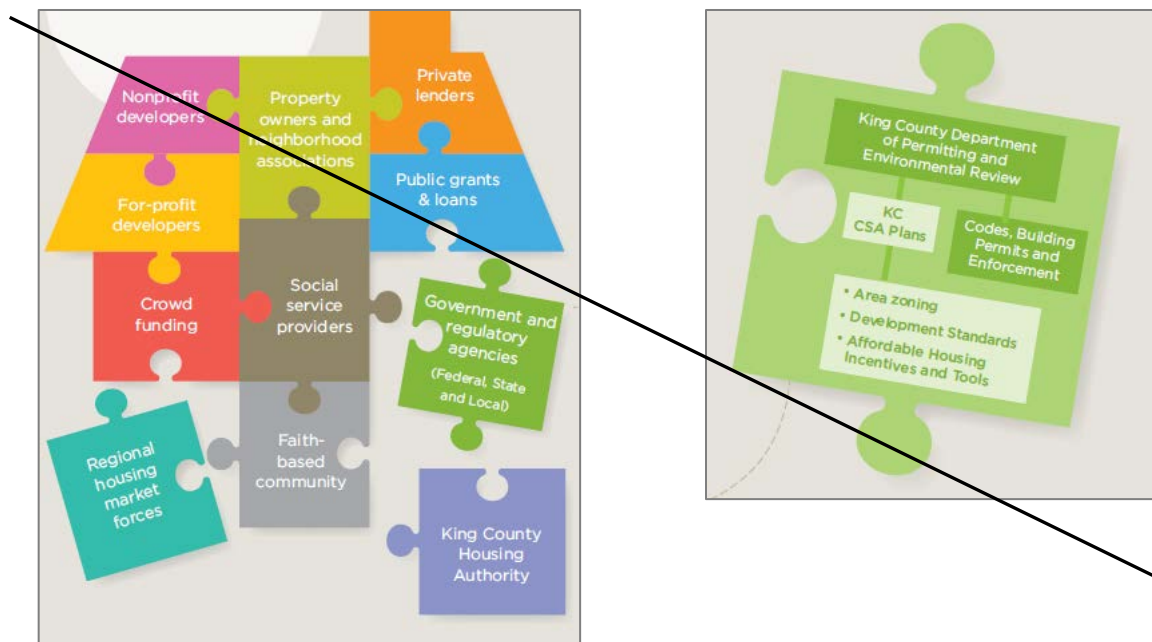 Nonprofit
developers
Property
owners and
neighborhood
associations
Private
lenders
For-profit
developers
Public grants
& loans
Crowd
funding
Social
service
providers
Government and
regulatory
agencies
(Federal, State
and Local)
Regional
housing
market
forces
Faith-
based
community
King County
Housing
Authority
King County Department
of Permitting and
Environmental Review
KC
CSA Plans
Codes, Building
Permits and
Enforcement
• Area zoning
• Development Standards
• Affordable Housing
Incentives and Tools